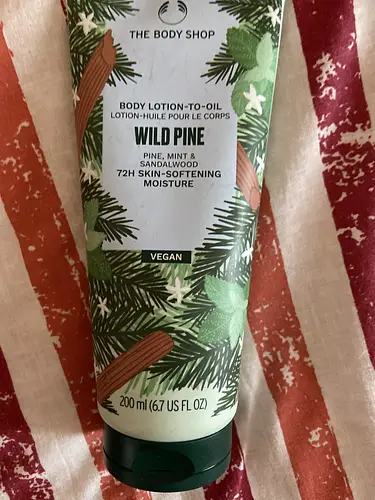 THE BODY SHOP
BODY LOTION-TO-OIL
LOTION-HUILE POUR LE CORPS
WILD PINE
PINE, MINT &
SANDALWOOD
72H SKIN-SOFTENING
MOISTURE
VEGAN
200 ml (6.7 US FL OZ)